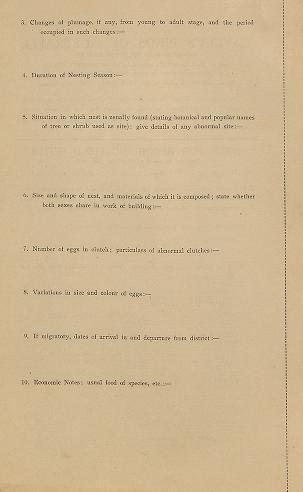 3. Changes of plumage, if any, from young to adult stage, and the period
occupied in such changes:—
4. Duration of Nesting Season:—
5. Situation in which nest is usually found (stating botanical and popular names
of tree or shrub used as site): give details of any abnormal site:—
6. Size and shape of nest, and materials of which it is composed; state whether
both sexes share in work of building:—
7. Number of eggs in clutch: particulars of abnormal clutches:—
8. Variations in size and colour of eggs:—
9. If migratory, dates of arrival in and departure from district:—
10. Economic Notes: usual food of species, etc.:—